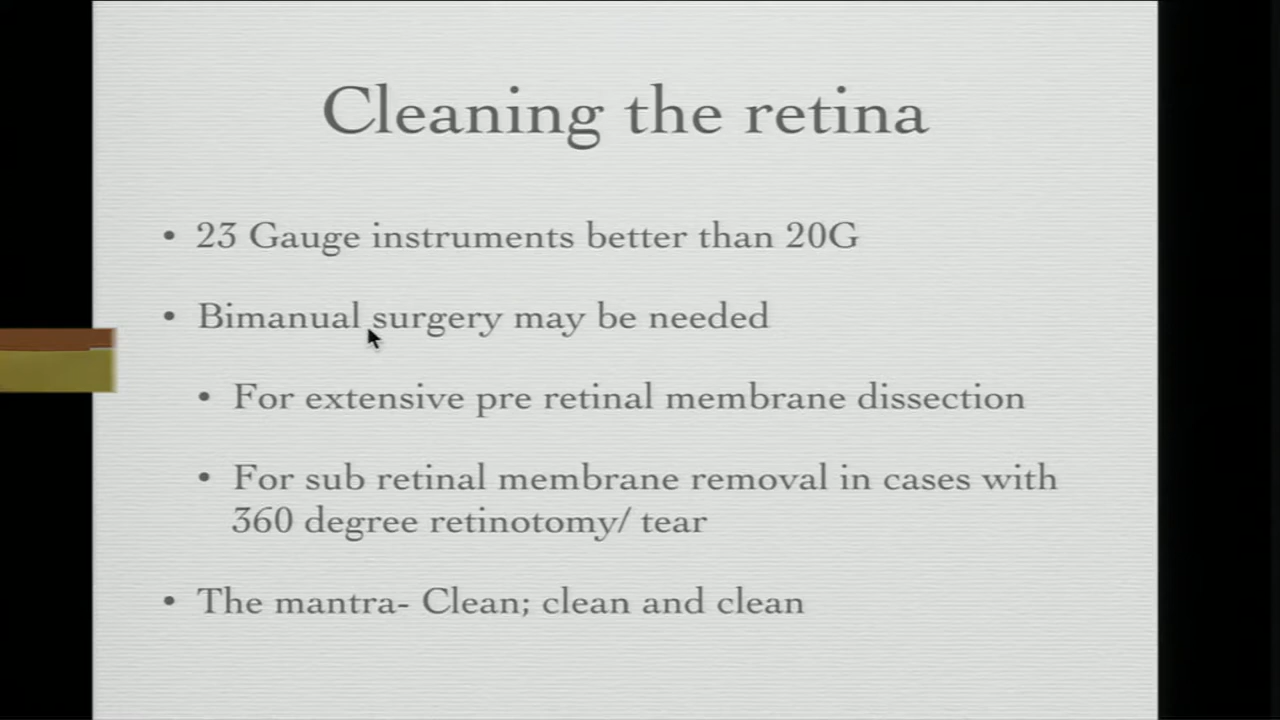 Cleaning the retina
• 23 Gauge instruments better than 20G
• Bimanual surgery may be needed
• For extensive pre retinal membrane dissection
• For sub retinal membrane removal in cases with
360 degree retinotomy/ tear
• The mantra- Clean; clean and clean